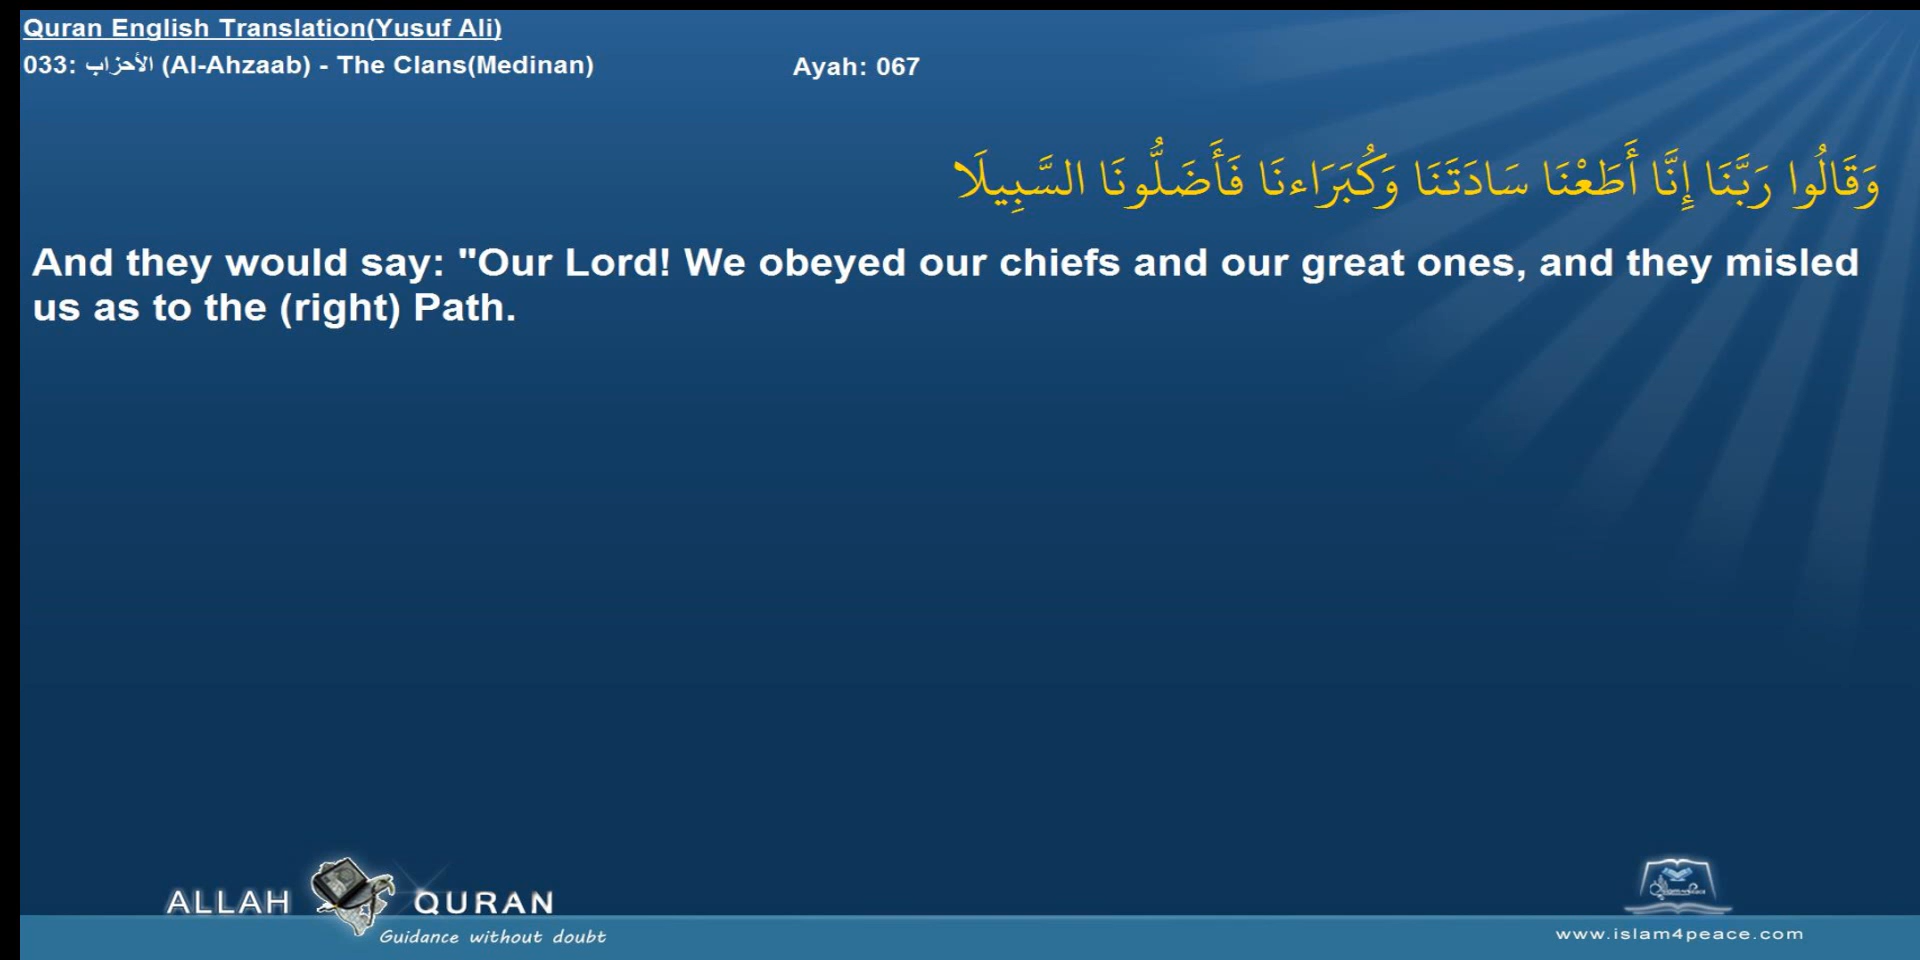 Quran English Translation(Yusuf Ali)
033: الأحزاب (Al-Ahzaab) - The Clans(Medinan)
Ayah: 067
وَقَالُوا رَبَّنَا إِنَّا أَطَعْنَا سَادَتَنَا وَكُبَرَاءنَا فَأَضَلُّونَا السَّبِيلَا
And they would say: "Our Lord! We obeyed our chiefs and our great ones, and they misled
us as to the (right) Path.
ALLAH QURAN
Guidance without doubt
www.islam4peace.com